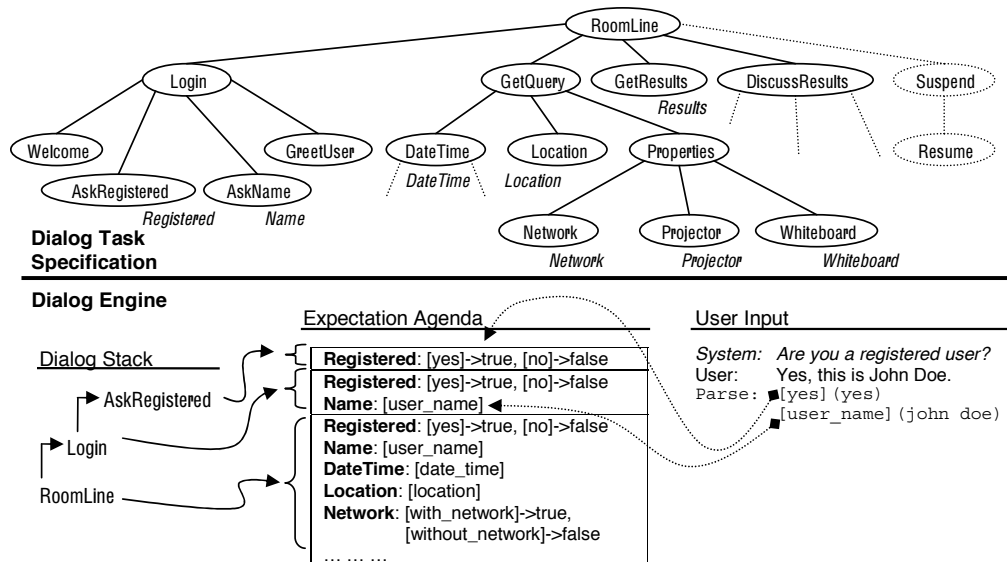 RoomLine
Login
GetQuery
GetResults
DiscussResults
Suspend
Results
Welcome
GreetUser
DateTime
Location
Properties
Resume
DateTime
Location
AskRegistered
AskName
Registered
Name
Network
Projector
Whiteboard
Network
Projector
Whiteboard
Dialog Task
Specification
Dialog Engine
Dialog Stack
AskRegistered
Login
RoomLine
Expectation Agenda
Registered: [yes]->true, [no]->false
Registered: [yes]->true, [no]->false
Name: [user_name]
Registered: [yes]->true, [no]->false
Name: [user_name]
DateTime: [date_time]
Location: [location]
Network: [with_network]->true,
[without_network]->false
… … …
User Input
System: Are you a registered user?
User: Yes, this is John Doe.
Parse: [yes](yes)
[user_name](john doe)